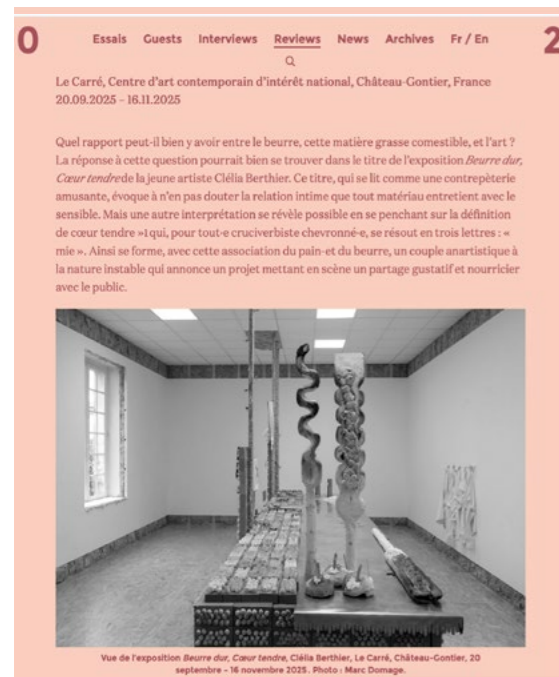 0 Essais Guests Interviews Reviews News Archives Fr / En 2
Le Carré, Centre d'art contemporain d'intérêt national, Château-Gontier, France
20.09.2025 – 16.11.2025
Quel rapport peut-il bien y avoir entre le beurre, cette matière grasse comestible, et l'art ?
La réponse à cette question pourrait bien se trouver dans le titre de l'exposition Beurre dur,
Cœur tendrede la jeune artiste Clélia Berthier. Ce titre, qui se lit comme une contrepèterie
amusante, évoque à n'en pas douter la relation intime que tout matériau entretient avec le
sensible. Mais une autre interprétation se révèle possible en se penchant sur la définition
de cœur tendre »1 qui, pour tout·e cruciverbiste chevronné·e, se résout en trois lettres : «
mie ». Ainsi se forme, avec cette association du pain et du beurre, un couple anartistique à
la nature instable qui annonce un projet mettant en scène un partage gustatif et nourricier
avec le public.
Vue de l'exposition Beurre dur, Cœur tendre, Clélia Berthier, Le Carré, Château-Gontier, 20
septembre – 16 novembre 2025. Photo : Marc Domage.